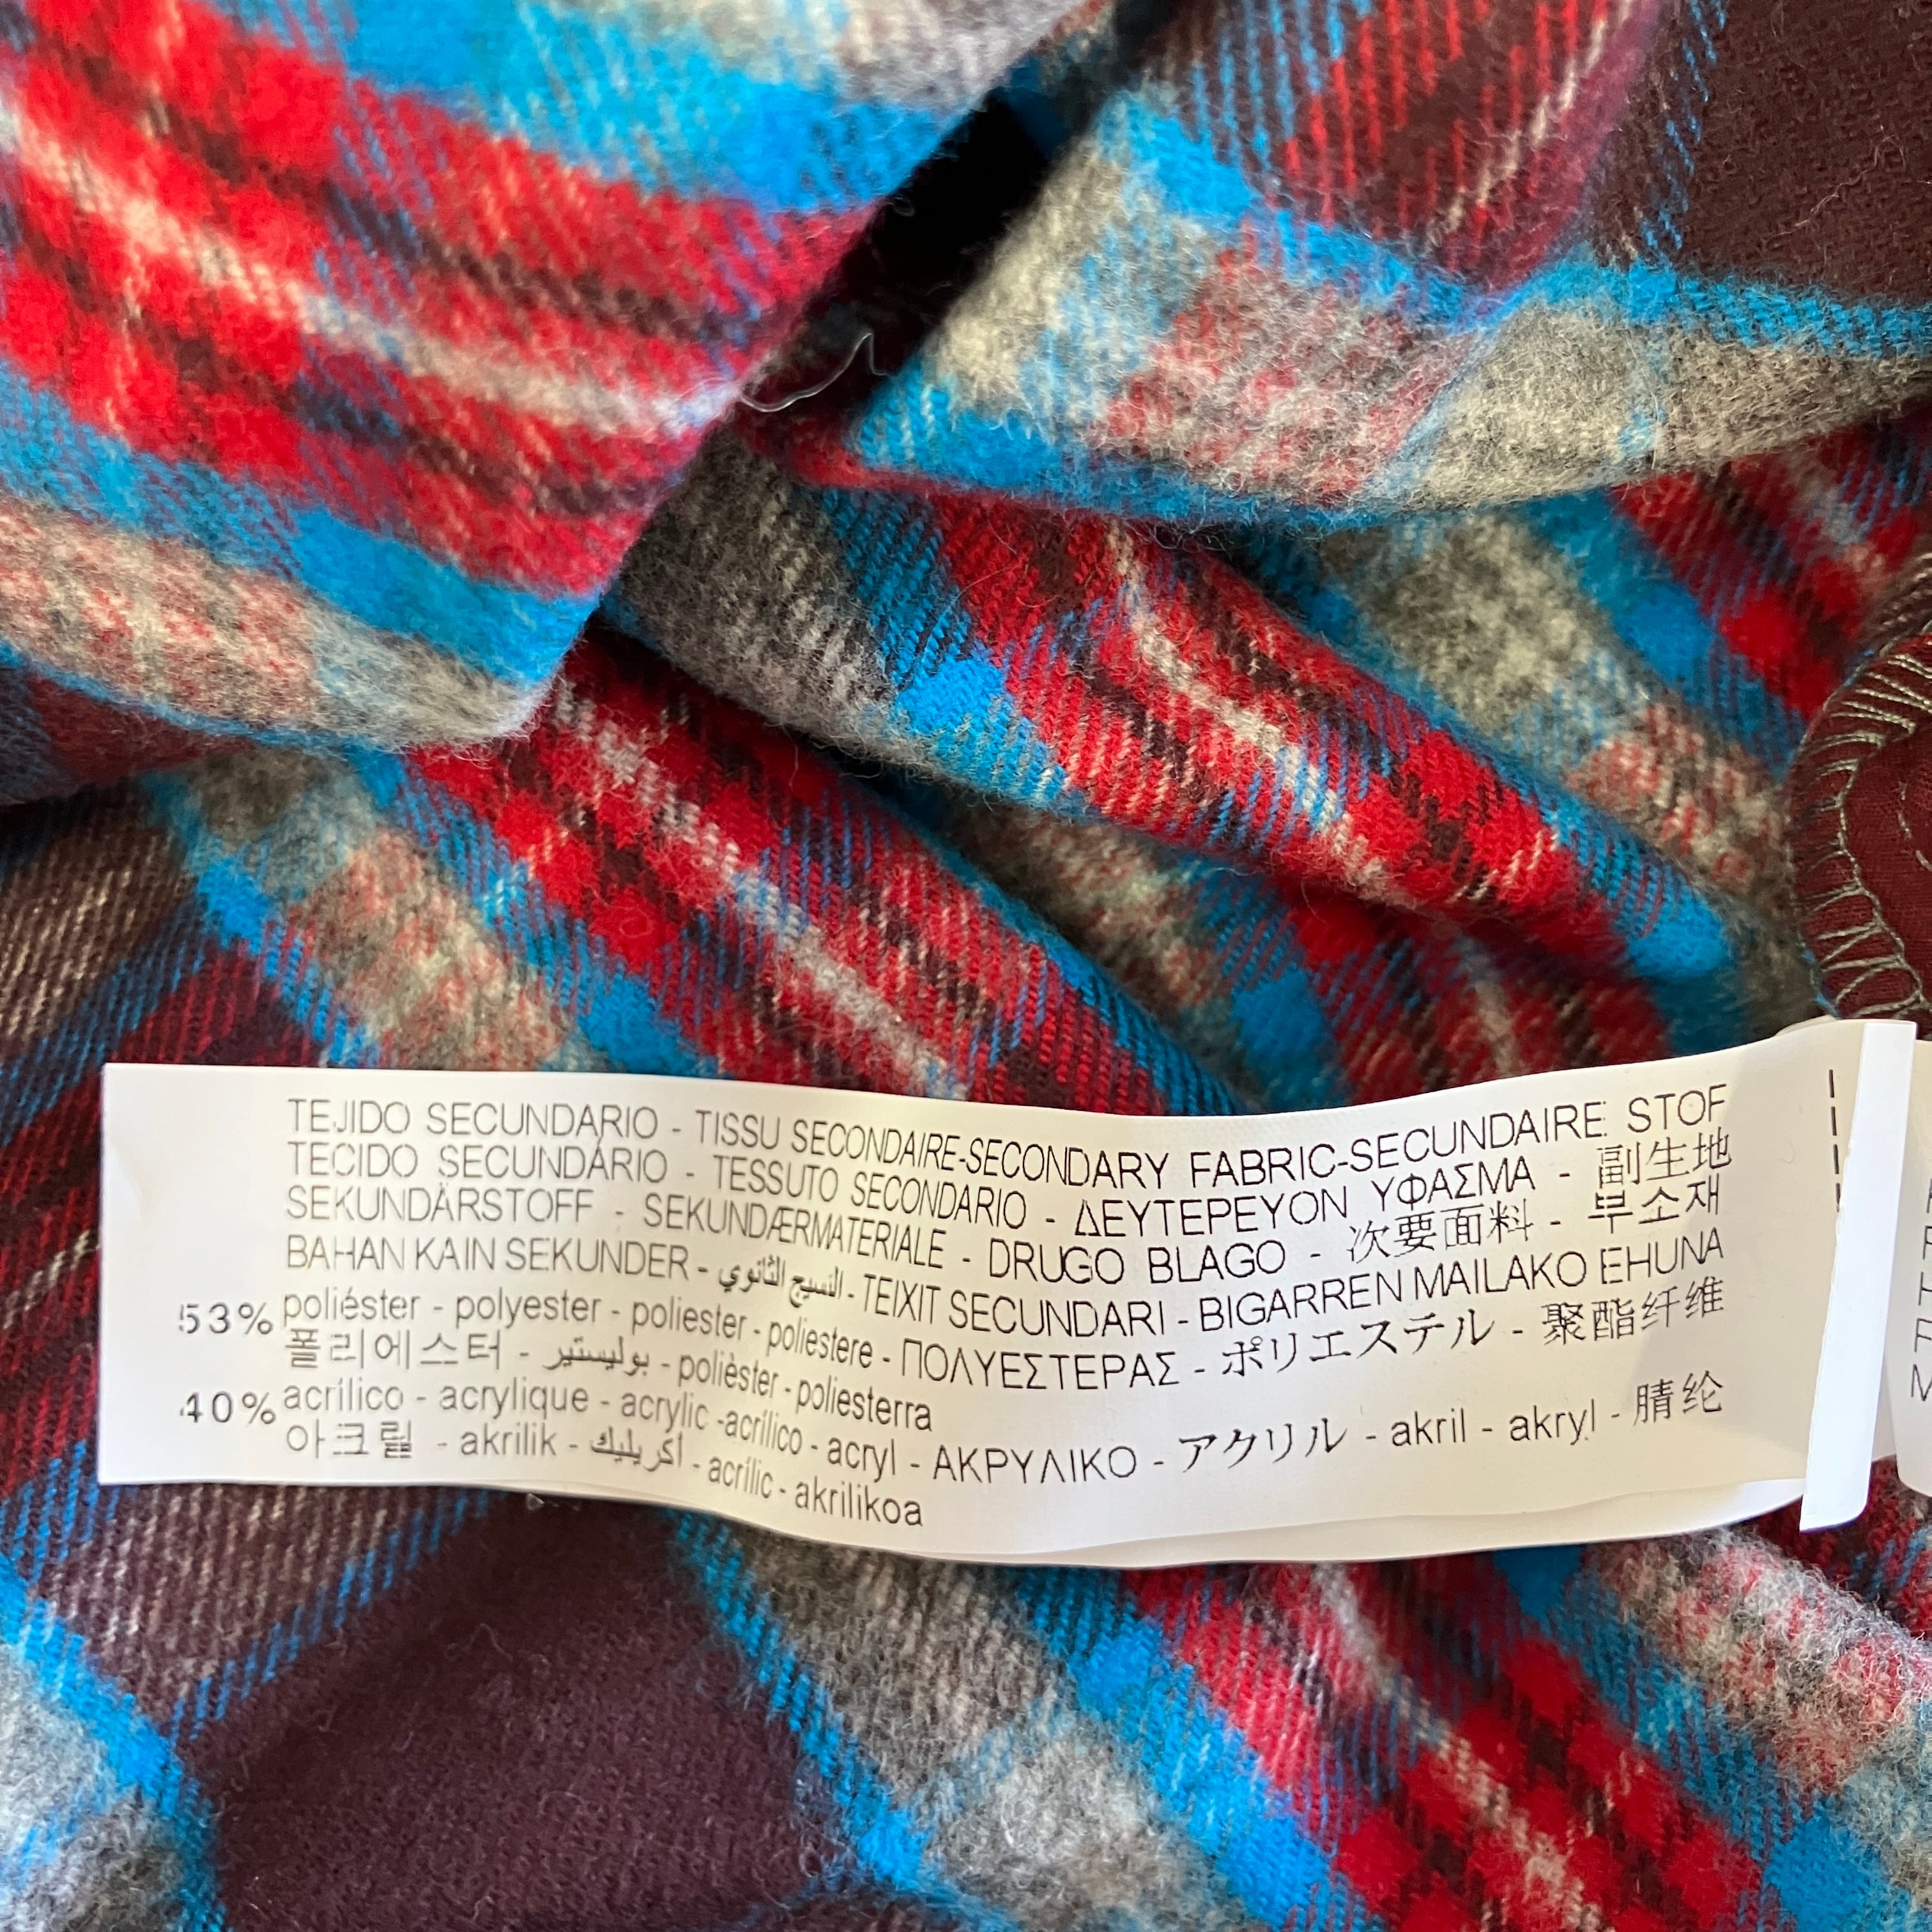 TEJIDO SECUNDARIO - TISSU SECONDAIRE-SECONDARY FABRIC-SECUNDAIRE STOF
TECIDO SECUNDÁRIO - TESSUTO SECONDARIO - ΔΕΥΤΕΡΕΥΟΝ ΥΦΑΣΜΑ - 副生地
SEKUNDÄRSTOFF - SEKUNDÆRMATERIALE - DRUGO BLAGO - 次要面料 - 부소재
BAHAN KAIN SEKUNDER - النسيج الثانوي - TEIXIT SECUNDARI - BIGARREN MAILAKO EHUNA
53% poliéster - polyester - poliester - poliestere - ΠΟΛΥΕΣΤΕΡΑΣ - ポリエステル - 聚酯纤维
폴리에스터 - بوليستير - polièster - poliesterra
40% acrílico - acrylique - acrylic -acrílico - acryl - ΑΚΡΥΛΙΚΟ - アクリル - akril - akryl - 腈纶
아크릴 - akrilik - اكريليك - acrílic - akrilikoa